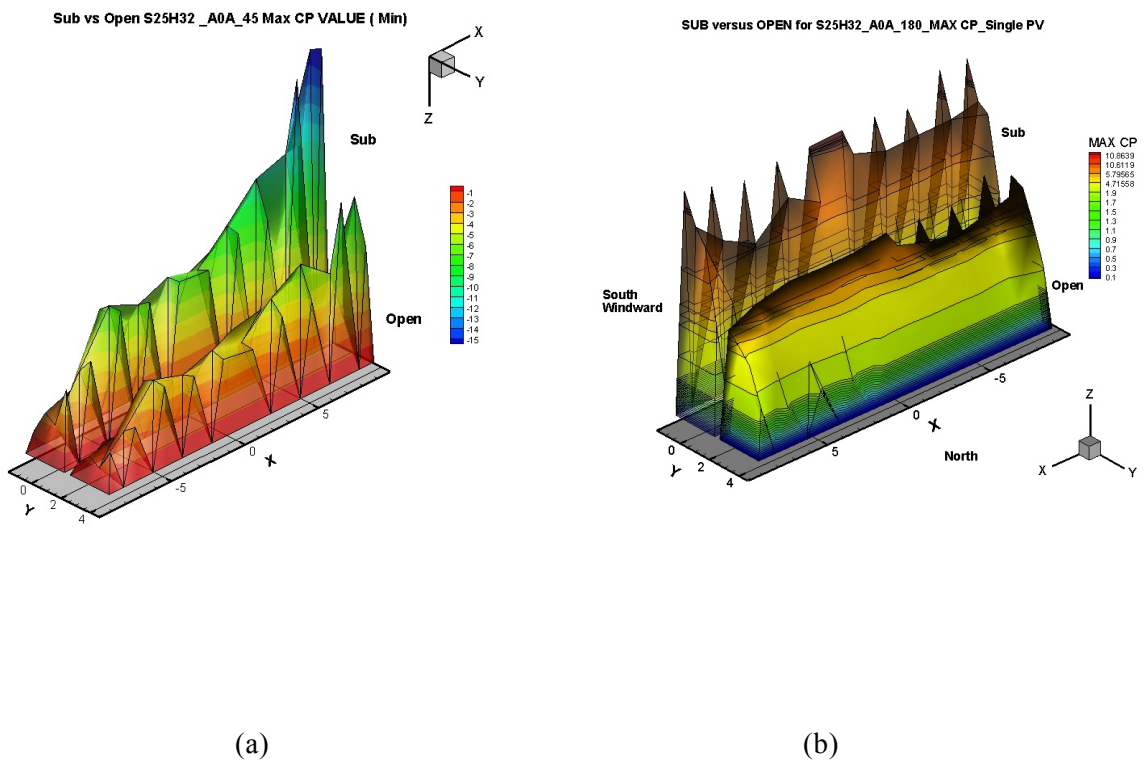 Sub vs Open S25H32 _A0A_45 Max CP VALUE ( Min)
X
Y
Z
Sub
-1
-2
-3
-4
-5
-6
-7
-8
-9
-10
-11
-12
-13
-14
-15
Open
5
0
X
-5
0
2
4
Y
(a)
SUB versus OPEN for S25H32_A0A_180_MAX CP_Single PV
Sub
MAX CP
10.8639
10.6119
5.79565
4.71558
1.9
1.7
1.5
1.3
1.1
0.9
0.7
0.5
0.3
0.1
South
Windward
Open
-5
0
X
5
0
2
4
Y
North
Z
X
Y
(b)